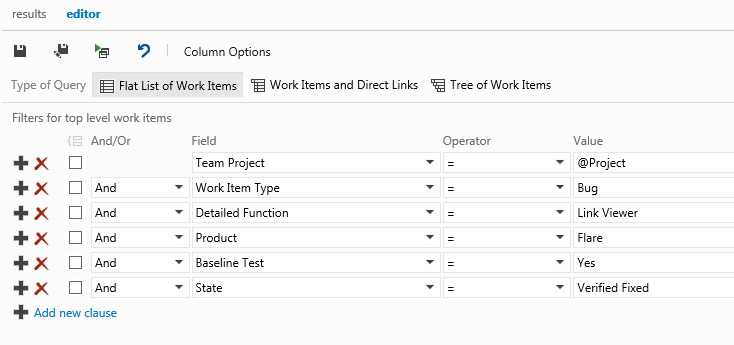 results editor
Column Options
Type of Query Flat List of Work Items Work Items and Direct Links Tree of Work Items
Filters for top level work items
And/Or Field Operator Value
Team Project = @Project
And Work Item Type = Bug
And Detailed Function = Link Viewer
And Product = Flare
And Baseline Test = Yes
And State = Verified Fixed
Add new clause